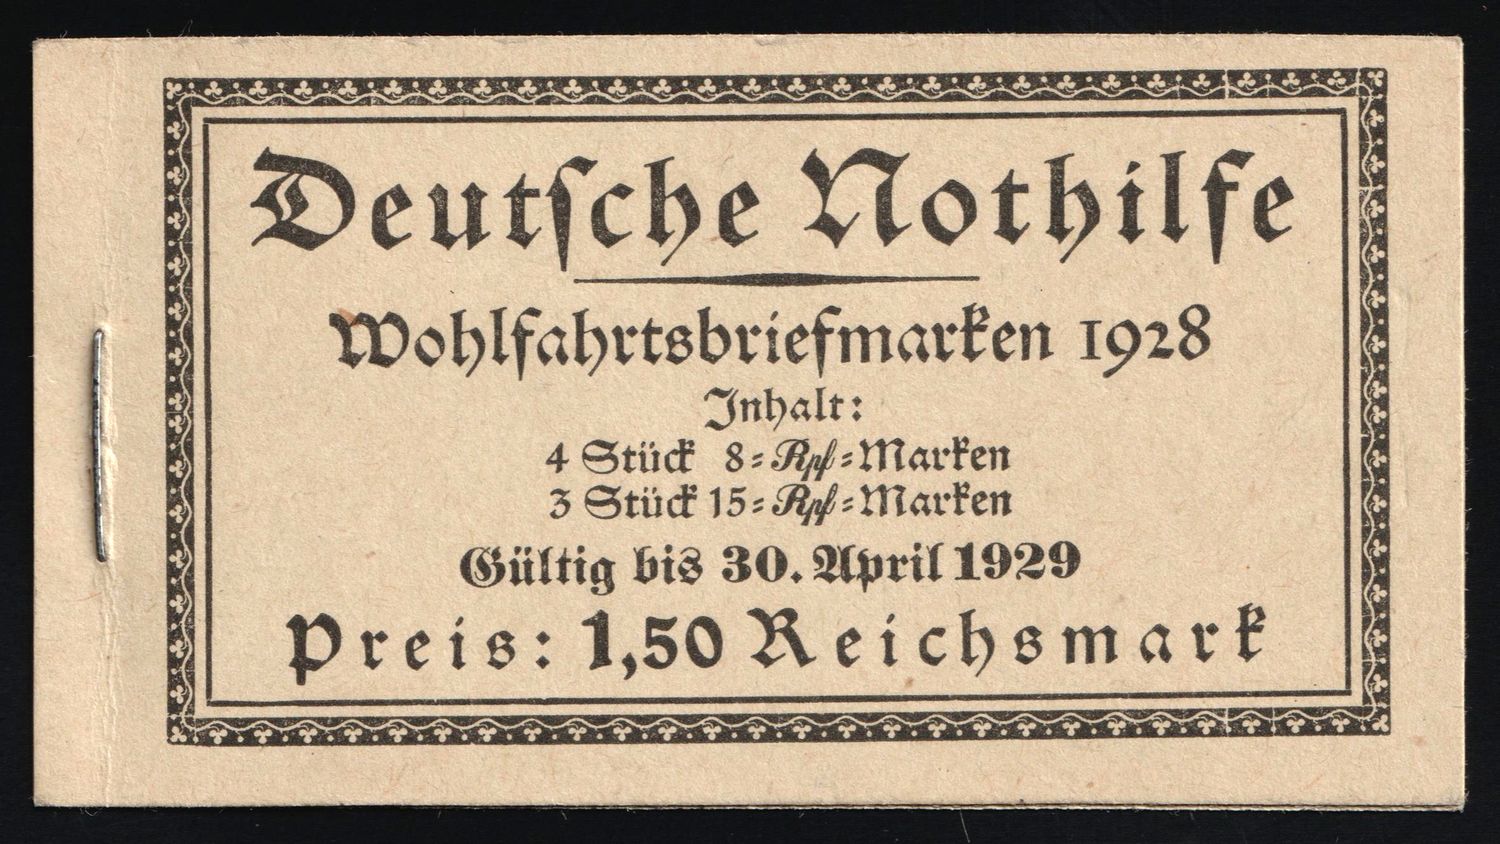 Deutſche Nothilfe
Wohlfahrtsbriefmarken 1928
Inhalt:
4 Stück 8=Rpf=Marken
3 Stück 15=Rpf=Marken
Gültig bis 30. April 1929
Preis: 1,50 Reichsmark